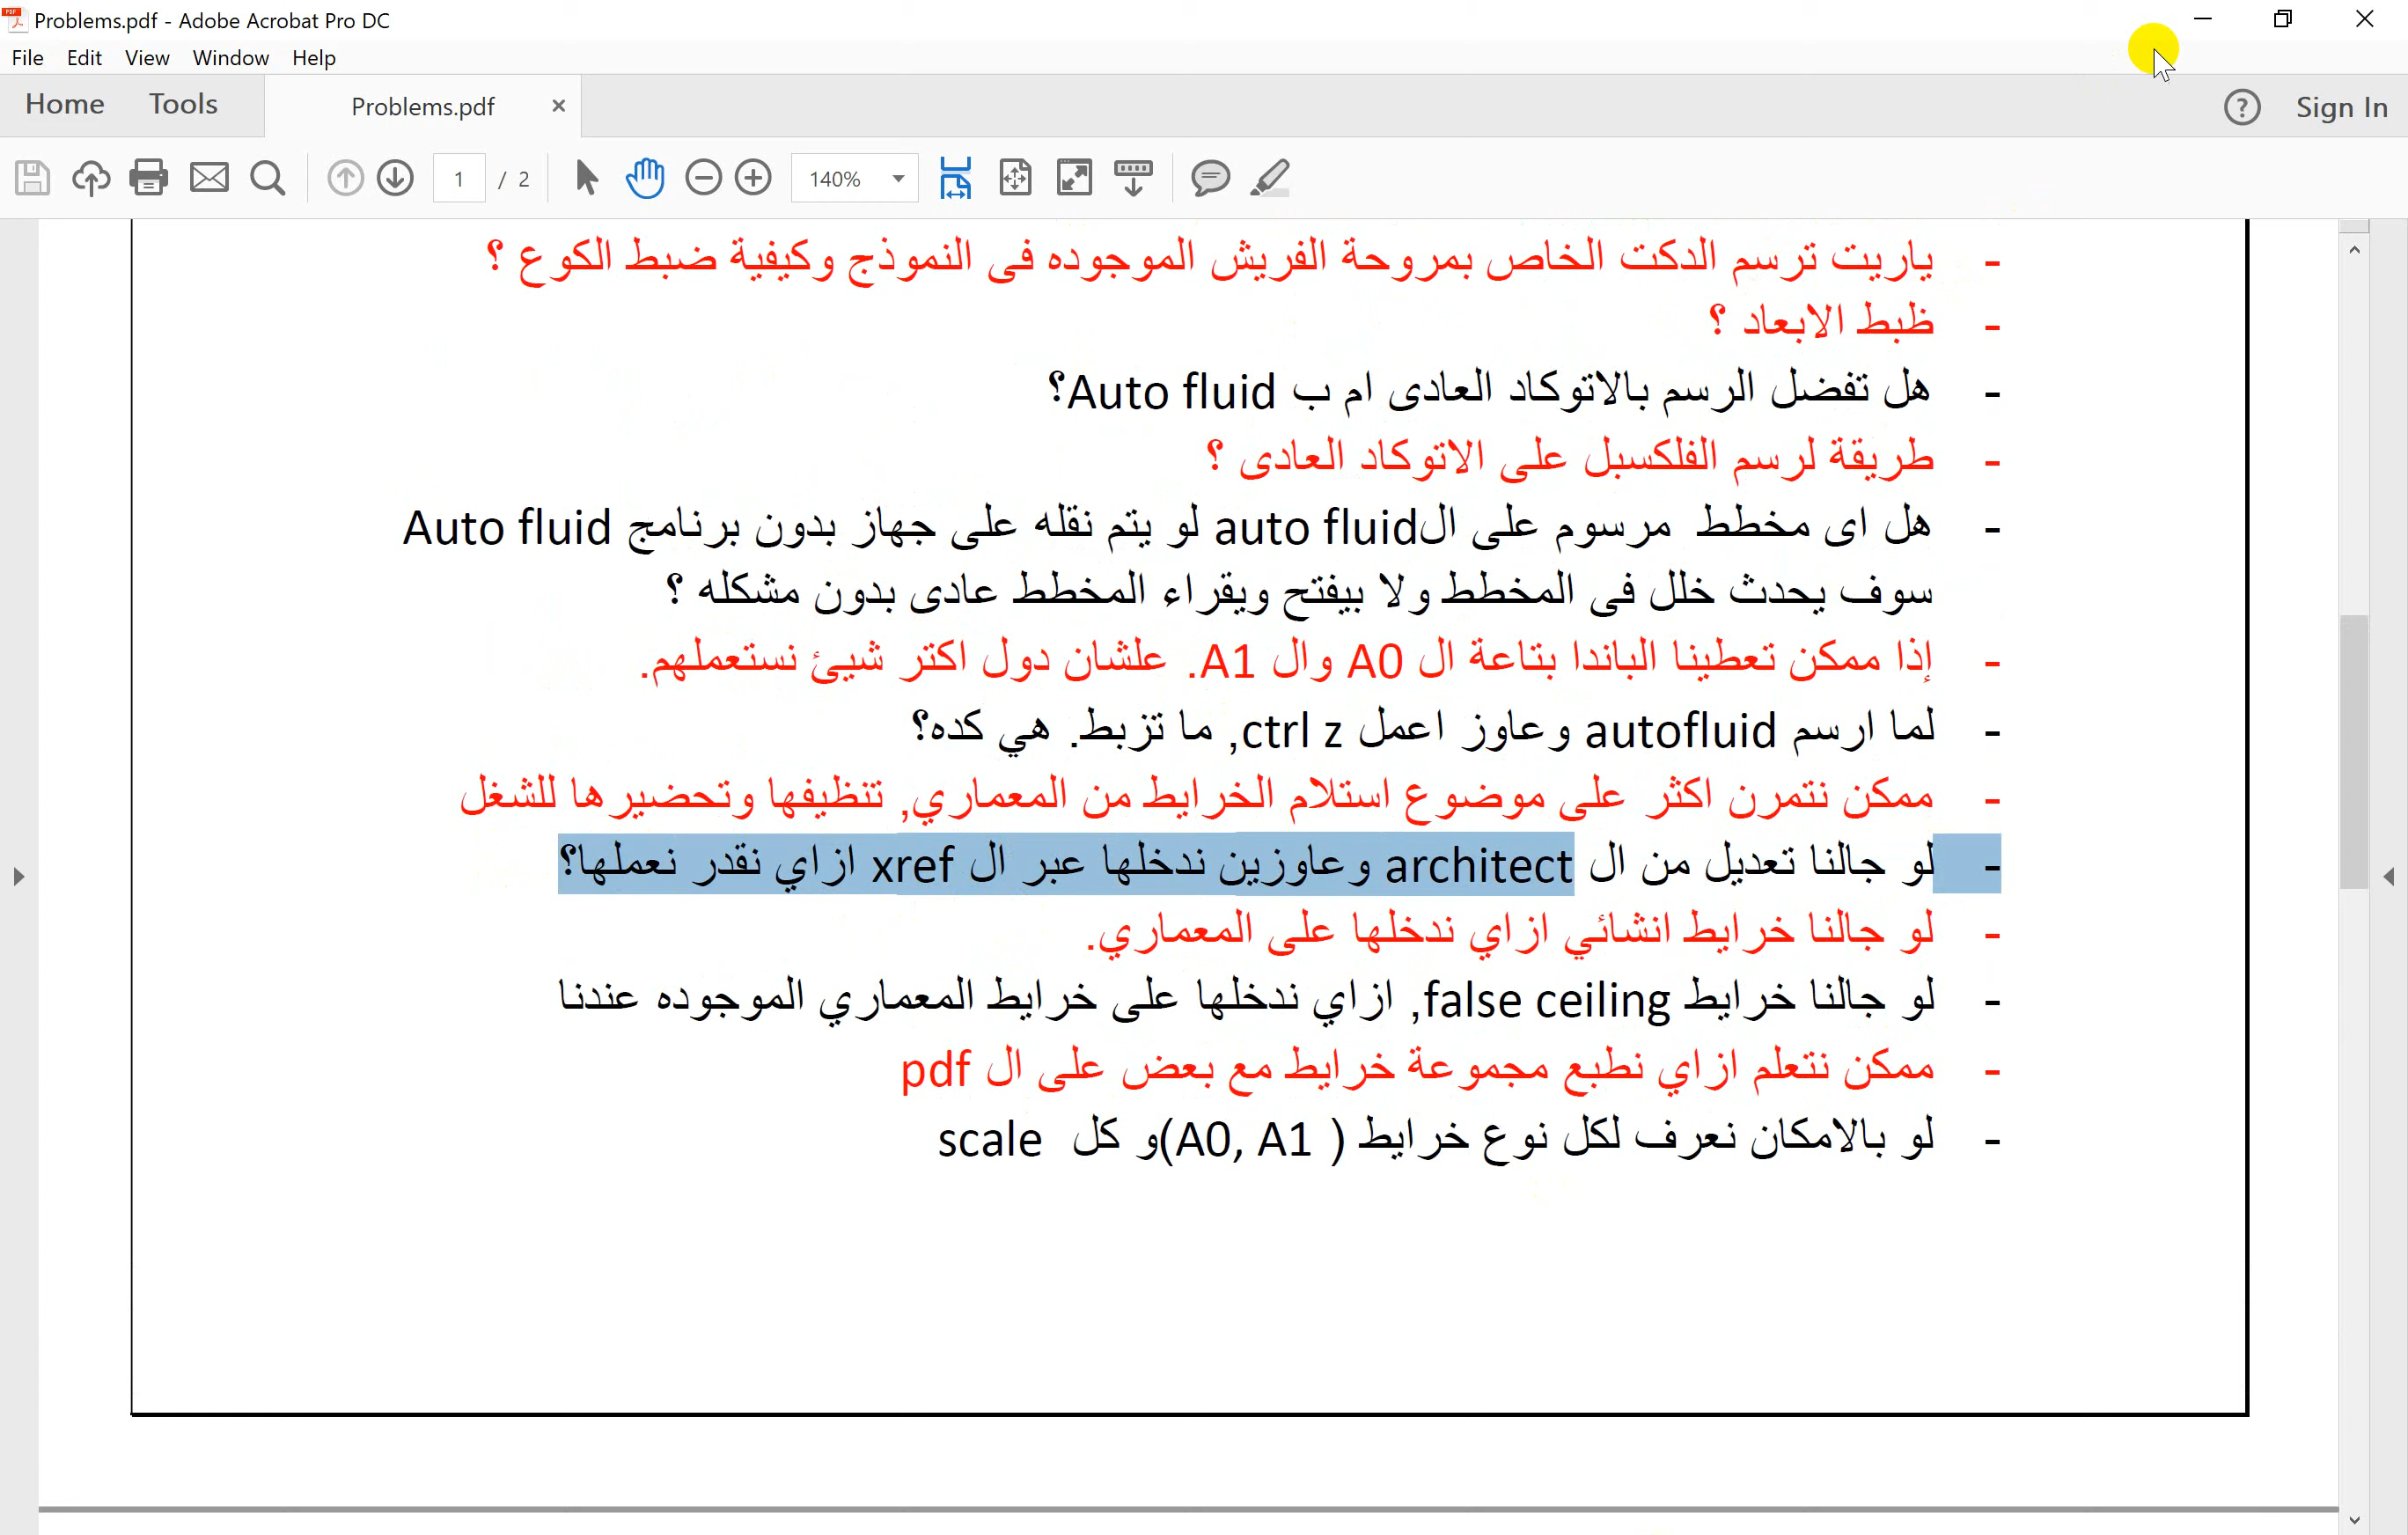 Problems.pdf - Adobe Acrobat Pro DC
File Edit View Window Help
Home Tools Problems.pdf Sign In
1 / 2 140%
- ياريت ترسم الدكت الخاص بمروحة الفريش الموجوده فى النموذج وكيفية ضبط الكوع ؟
- ظبط الابعاد ؟
- هل تفضل الرسم بالاتوكاد العادى ام ب Auto fluid؟
- طريقة لرسم الفلكسبل على الاتوكاد العادى ؟
- هل اى مخطط مرسوم على الauto fluid لو يتم نقله على جهاز بدون برنامج Auto fluid
سوف يحدث خلل فى المخطط ولا بيفتح ويقراء المخطط عادى بدون مشكله ؟
- إذا ممكن تعطينا الباندا بتاعة ال A0 وال A1. علشان دول اكتر شيئ نستعملهم.
- لما ارسم autofluid وعاوز اعمل ctrl z, ما تزبط. هي كده؟
- ممكن نتمرن اكثر على موضوع استلام الخرايط من المعماري, تنظيفها وتحضيرها للشغل
- لو جالنا تعديل من ال architect وعاوزين ندخلها عبر ال xref ازاي نقدر نعملها؟
- لو جالنا خرايط انشائي ازاي ندخلها على المعماري.
- لو جالنا خرايط false ceiling, ازاي ندخلها على خرايط المعماري الموجوده عندنا
- ممكن نتعلم ازاي نطبع مجموعة خرايط مع بعض على ال pdf
- لو بالامكان نعرف لكل نوع خرايط ( A0, A1)و كل scale